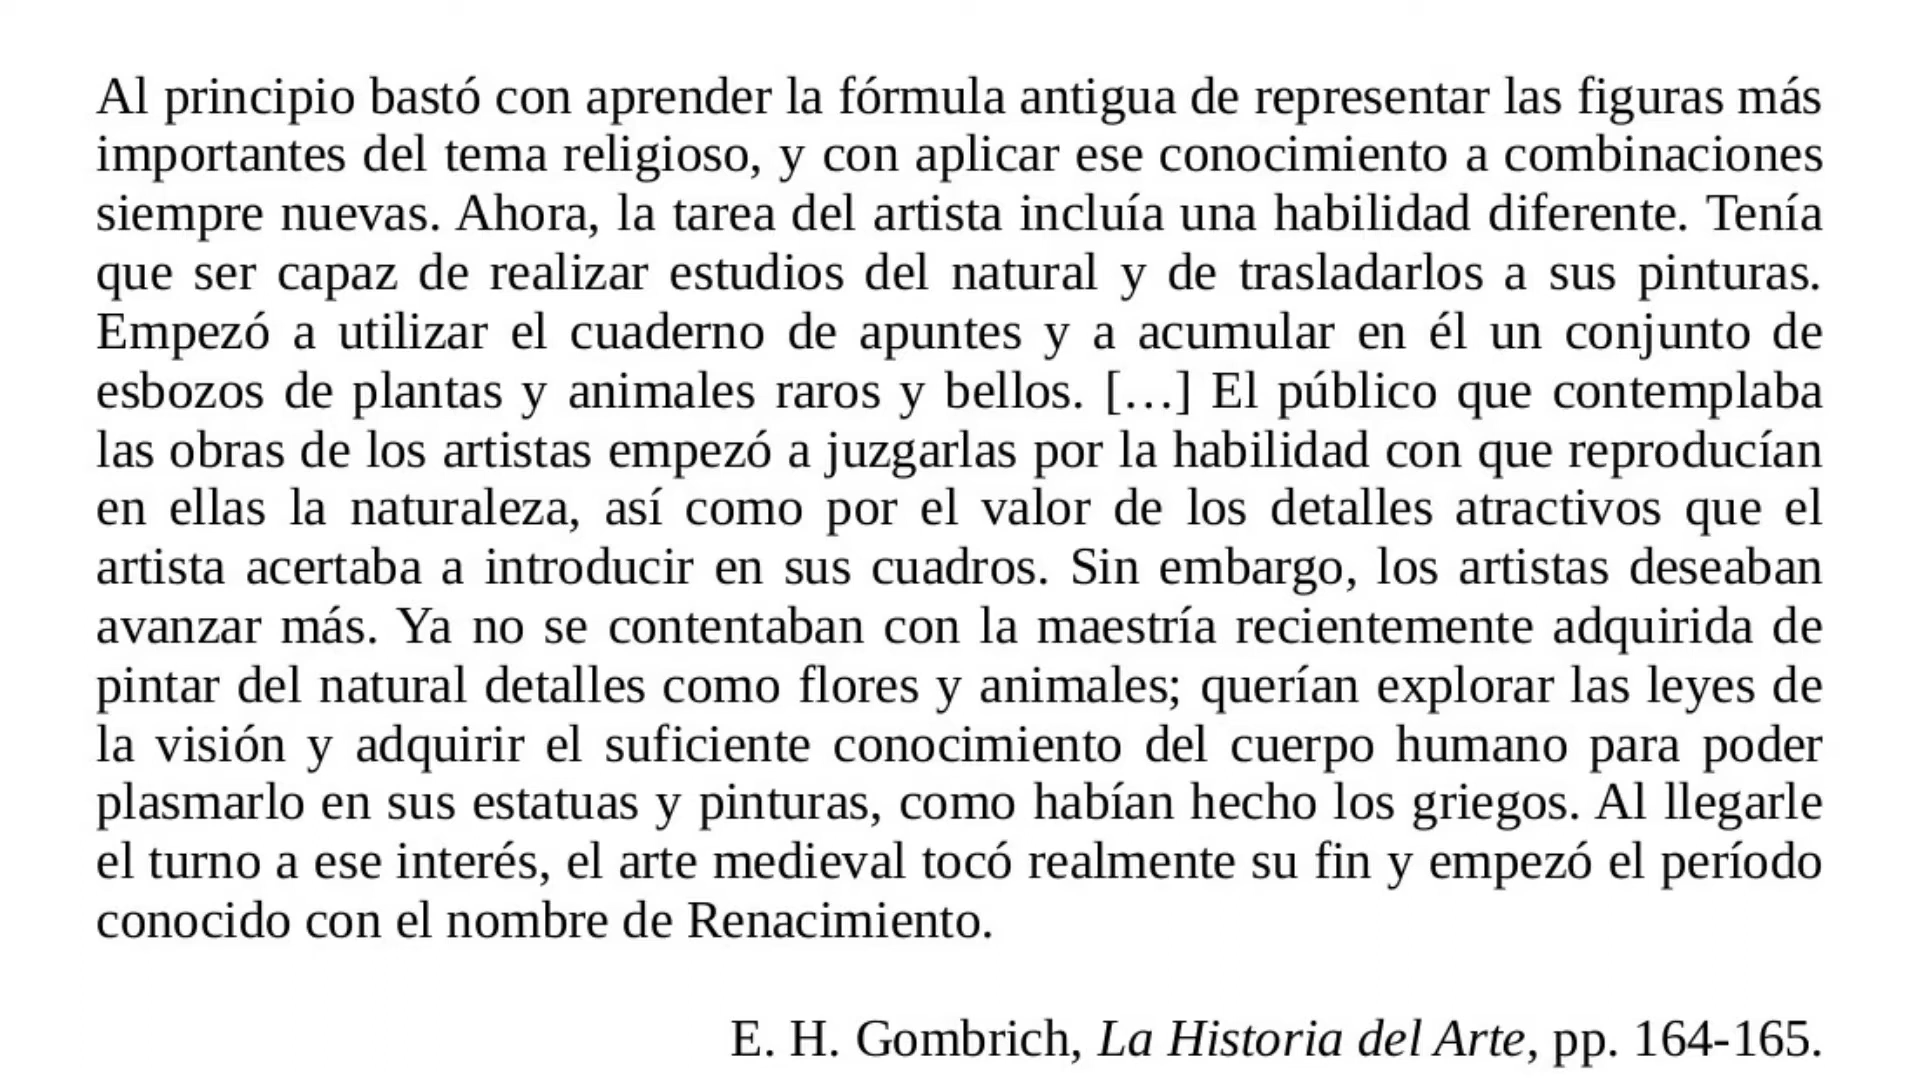 Al principio bastó con aprender la fórmula antigua de representar las figuras más
importantes del tema religioso, y con aplicar ese conocimiento a combinaciones
siempre nuevas. Ahora, la tarea del artista incluía una habilidad diferente. Tenía
que ser capaz de realizar estudios del natural y de trasladarlos a sus pinturas.
Empezó a utilizar el cuaderno de apuntes y a acumular en él un conjunto de
esbozos de plantas y animales raros y bellos. […] El público que contemplaba
las obras de los artistas empezó a juzgarlas por la habilidad con que reproducían
en ellas la naturaleza, así como por el valor de los detalles atractivos que el
artista acertaba a introducir en sus cuadros. Sin embargo, los artistas deseaban
avanzar más. Ya no se contentaban con la maestría recientemente adquirida de
pintar del natural detalles como flores y animales; querían explorar las leyes de
la visión y adquirir el suficiente conocimiento del cuerpo humano para poder
plasmarlo en sus estatuas y pinturas, como habían hecho los griegos. Al llegarle
el turno a ese interés, el arte medieval tocó realmente su fin y empezó el período
conocido con el nombre de Renacimiento.
E. H. Gombrich, La Historia del Arte, pp. 164-165.